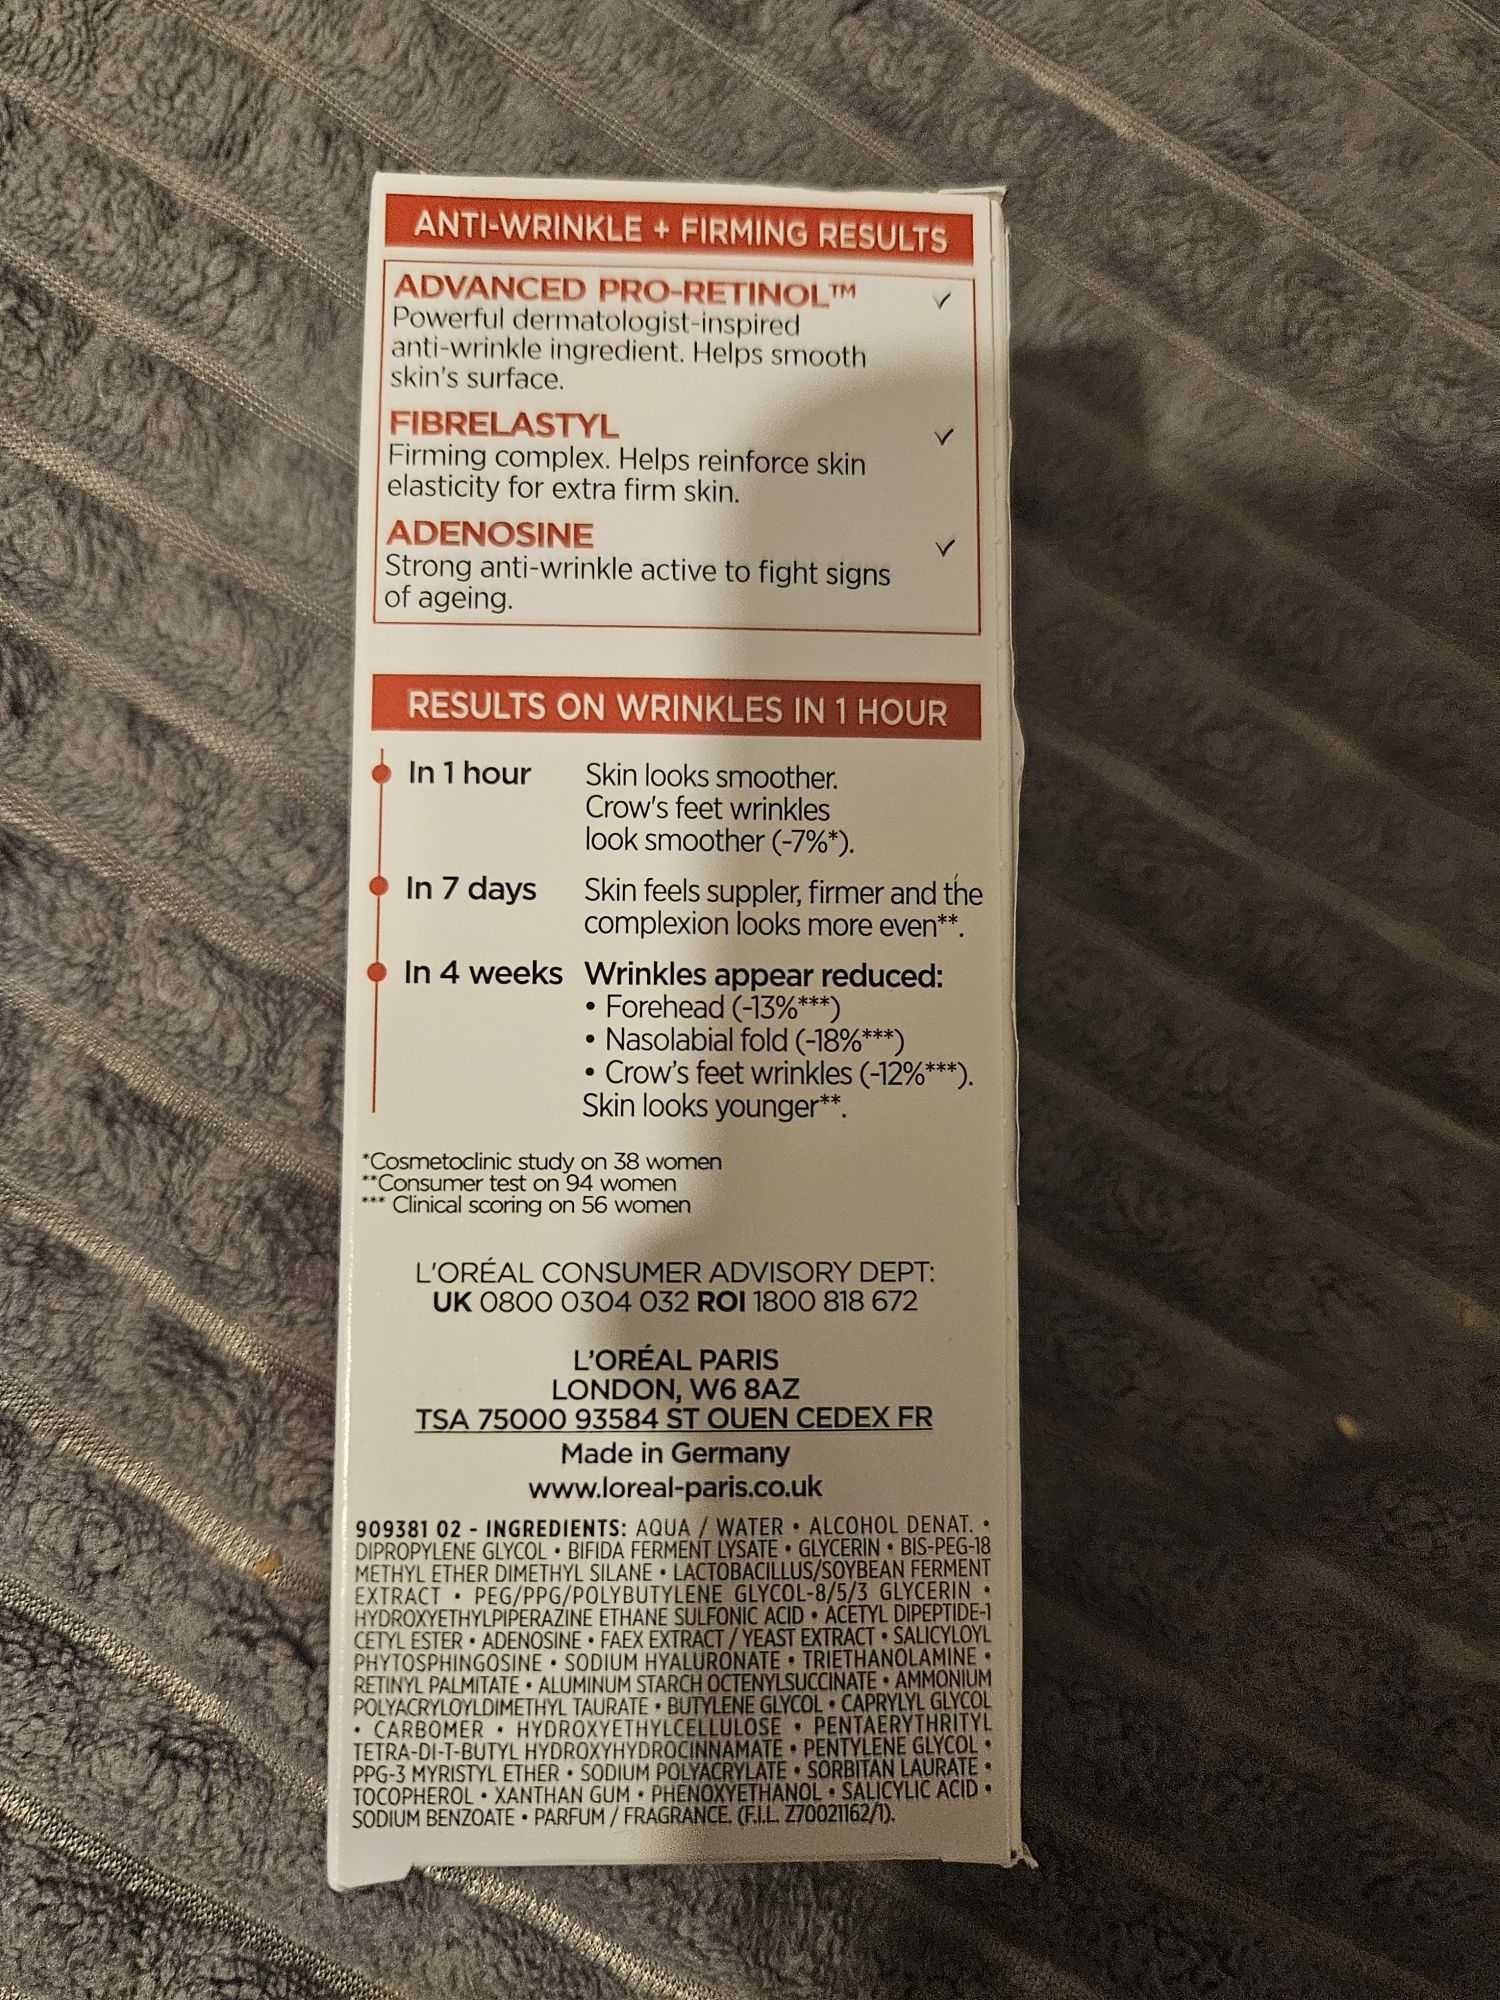 ANTI-WRINKLE + FIRMING RESULTS
ADVANCED PRO-RETINOL™ ✓
Powerful dermatologist-inspired
anti-wrinkle ingredient. Helps smooth
skin's surface.
FIBRELASTYL ✓
Firming complex. Helps reinforce skin
elasticity for extra firm skin.
ADENOSINE ✓
Strong anti-wrinkle active to fight signs
of ageing.
RESULTS ON WRINKLES IN 1 HOUR
In 1 hour Skin looks smoother.
Crow's feet wrinkles
look smoother (-7%*).
In 7 days Skin feels suppler, firmer and the
complexion looks more even**.
In 4 weeks Wrinkles appear reduced:
• Forehead (-13%***)
• Nasolabial fold (-18%***)
• Crow's feet wrinkles (-12%***).
Skin looks younger**.
*Cosmetoclinic study on 38 women
**Consumer test on 94 women
*** Clinical scoring on 56 women
L'ORÉAL CONSUMER ADVISORY DEPT:
UK 0800 0304 032 ROI 1800 818 672
L'ORÉAL PARIS
LONDON, W6 8AZ
TSA 75000 93584 ST OUEN CEDEX FR
Made in Germany
www.loreal-paris.co.uk
909381 02 - INGREDIENTS: AQUA / WATER • ALCOHOL DENAT. •
DIPROPYLENE GLYCOL • BIFIDA FERMENT LYSATE • GLYCERIN • BIS-PEG-18
METHYL ETHER DIMETHYL SILANE • LACTOBACILLUS/SOYBEAN FERMENT
EXTRACT • PEG/PPG/POLYBUTYLENE GLYCOL-8/5/3 GLYCERIN •
HYDROXYETHYLPIPERAZINE ETHANE SULFONIC ACID • ACETYL DIPEPTIDE-1
CETYL ESTER • ADENOSINE • FAEX EXTRACT / YEAST EXTRACT • SALICYLOYL
PHYTOSPHINGOSINE • SODIUM HYALURONATE • TRIETHANOLAMINE •
RETINYL PALMITATE • ALUMINUM STARCH OCTENYLSUCCINATE • AMMONIUM
POLYACRYLOYLDIMETHYL TAURATE • BUTYLENE GLYCOL • CAPRYLYL GLYCOL
• CARBOMER • HYDROXYETHYLCELLULOSE • PENTAERYTHRITYL
TETRA-DI-T-BUTYL HYDROXYHYDROCINNAMATE • PENTYLENE GLYCOL •
PPG-3 MYRISTYL ETHER • SODIUM POLYACRYLATE • SORBITAN LAURATE •
TOCOPHEROL • XANTHAN GUM • PHENOXYETHANOL • SALICYLIC ACID •
SODIUM BENZOATE • PARFUM / FRAGRANCE. (F.I.L. Z70021162/1).